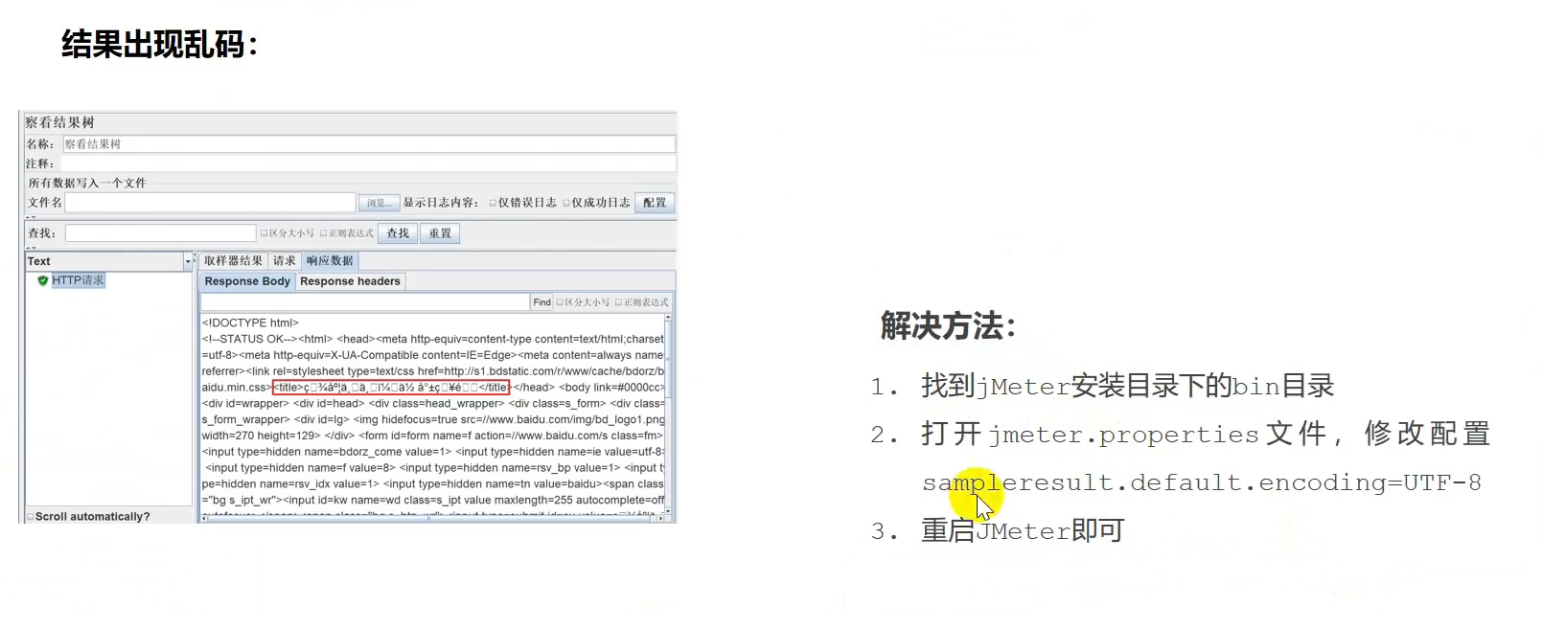 结果出现乱码：
察看结果树
名称： 察看结果树
注释：
所有数据写入一个文件
文件名 浏览... 显示日志内容： 仅错误日志 仅成功日志 配置
查找： 区分大小写 正则表达式 查找 重置
Text
HTTP请求
Scroll automatically?
取样器结果 请求 响应数据
Response Body Response headers
Find 区分大小写 正则表达式
<!DOCTYPE html>
<!--STATUS OK--><html> <head><meta http-equiv=content-type content=text/html;charset
=utf-8><meta http-equiv=X-UA-Compatible content=IE=Edge><meta content=always name
referrer><link rel=stylesheet type=text/css href=http://s1.bdstatic.com/r/www/cache/bdorz/b
aidu.min.css><title></title></head> <body link=#0000cc>
<div id=wrapper> <div id=head> <div class=head_wrapper> <div class=s_form> <div class=
s_form_wrapper> <div id=lg> <img hidefocus=true src=//www.baidu.com/img/bd_logo1.png
width=270 height=129> </div> <form id=form name=f action=//www.baidu.com/s class=fm>
<input type=hidden name=bdorz_come value=1> <input type=hidden name=ie value=utf-8>
<input type=hidden name=f value=8> <input type=hidden name=rsv_bp value=1> <input ty
pe=hidden name=rsv_idx value=1> <input type=hidden name=tn value=baidu><span class
="bg s_ipt_wr"><input id=kw name=wd class=s_ipt value maxlength=255 autocomplete=off
解决方法：
1. 找到jMeter安装目录下的bin目录
2. 打开jmeter.properties文件，修改配置
sampleresult.default.encoding=UTF-8
3. 重启JMeter即可